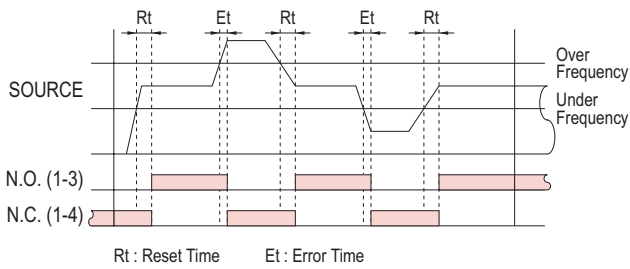 Rt Et Rt Et Rt
SOURCE
Over
Frequency
Under
Frequency
N.O. (1-3)
N.C. (1-4)
Rt : Reset Time Et : Error Time